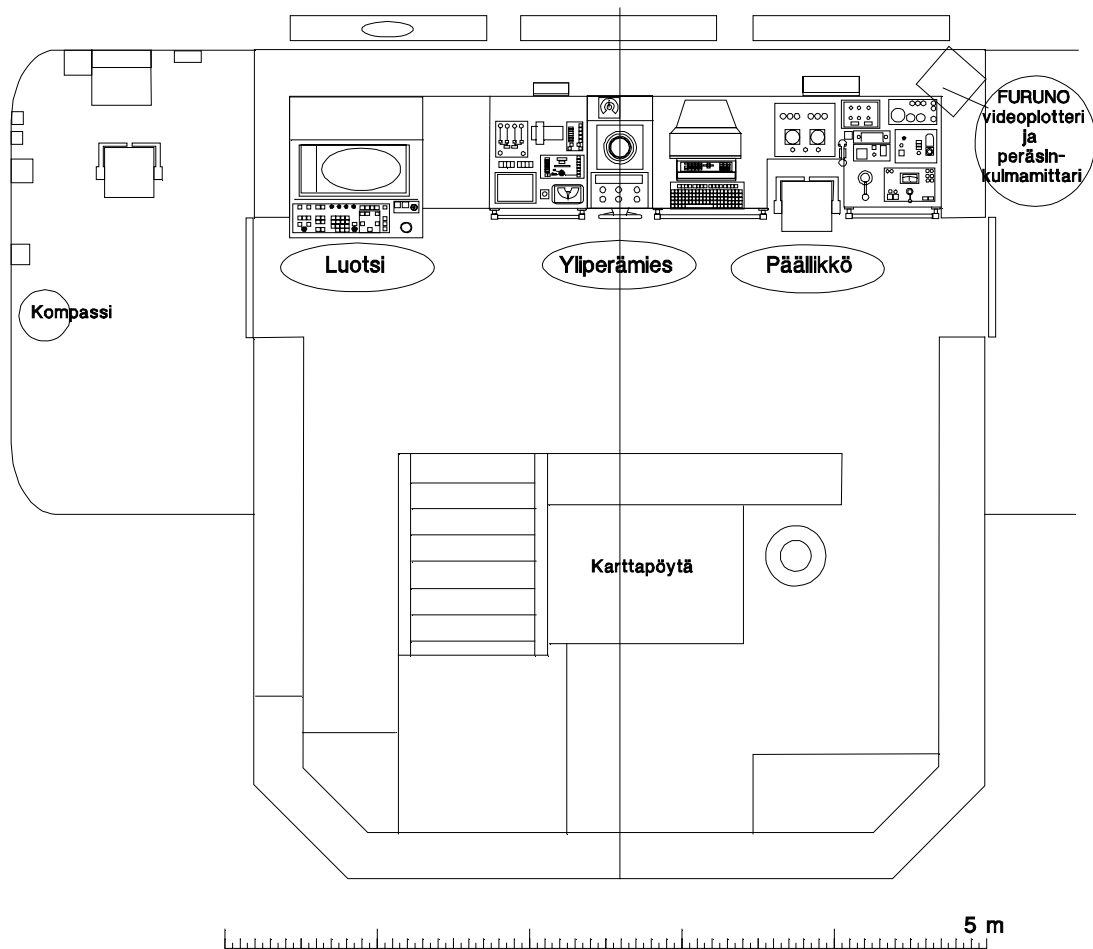 FURUNO
videoplotteri
ja
peräsin-
kulmamittari
Luotsi
Yliperämies
Päällikkö
Kompassi
Karttapöytä
5 m